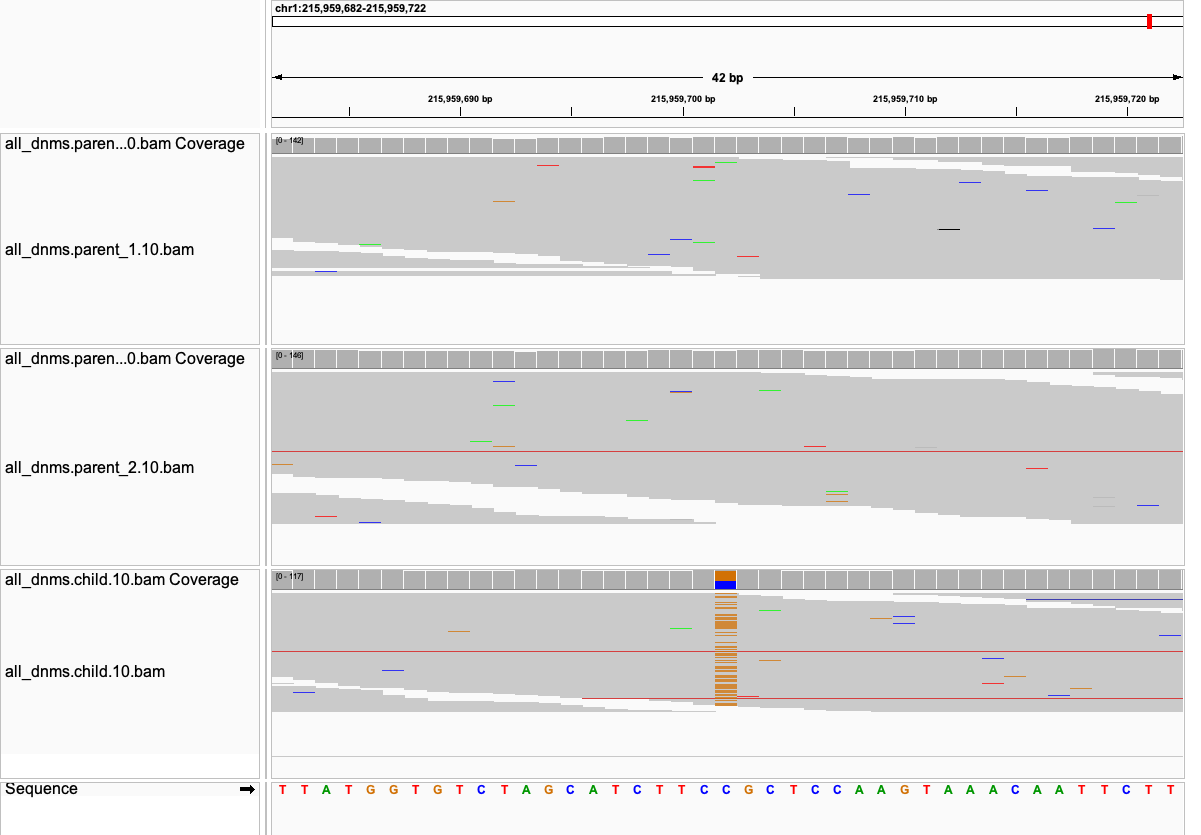 chr1:215,959,682-215,959,722
42 bp
215,959,690 bp 215,959,700 bp 215,959,710 bp 215,959,720 bp
all_dnms.paren...0.bam Coverage [0 - 142]
all_dnms.parent_1.10.bam
all_dnms.paren...0.bam Coverage [0 - 146]
all_dnms.parent_2.10.bam
all_dnms.child.10.bam Coverage [0 - 117]
all_dnms.child.10.bam
Sequence T T A T G G T G T C T A G C A T C T T C C G C T C C A A G T A A A C A A T T C T T